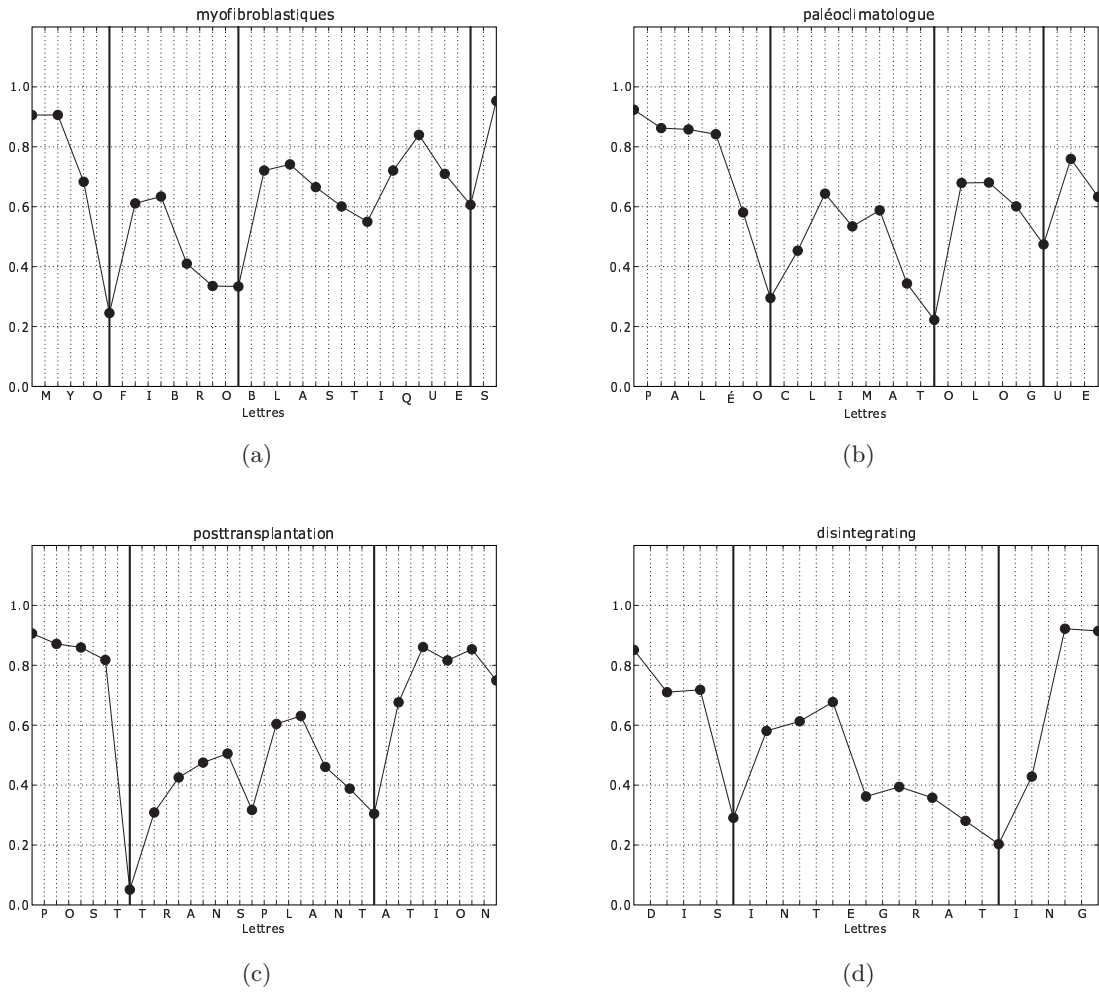 myofibroblastiques
1.0
0.8
0.6
0.4
0.2
0.0
M Y O F I B R O B L A S T I Q U E S
Lettres
(a)
paléoclimatologue
1.0
0.8
0.6
0.4
0.2
0.0
P A L É O C L I M A T O L O G U E
Lettres
(b)
posttransplantation
1.0
0.8
0.6
0.4
0.2
0.0
P O S T T R A N S P L A N T A T I O N
Lettres
(c)
disintegrating
1.0
0.8
0.6
0.4
0.2
0.0
D I S I N T E G R A T I N G
Lettres
(d)